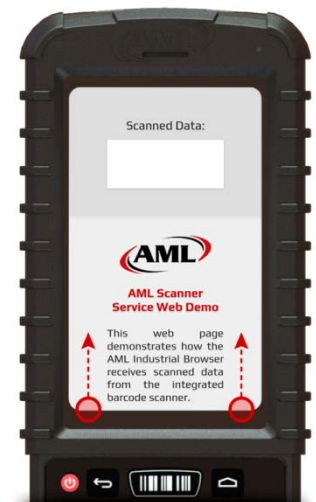 AML
Scanned Data:
AML
AML Scanner
Service Web Demo
This web page
demonstrates how the
AML Industrial Browser
receives scanned data
from the integrated
barcode scanner.